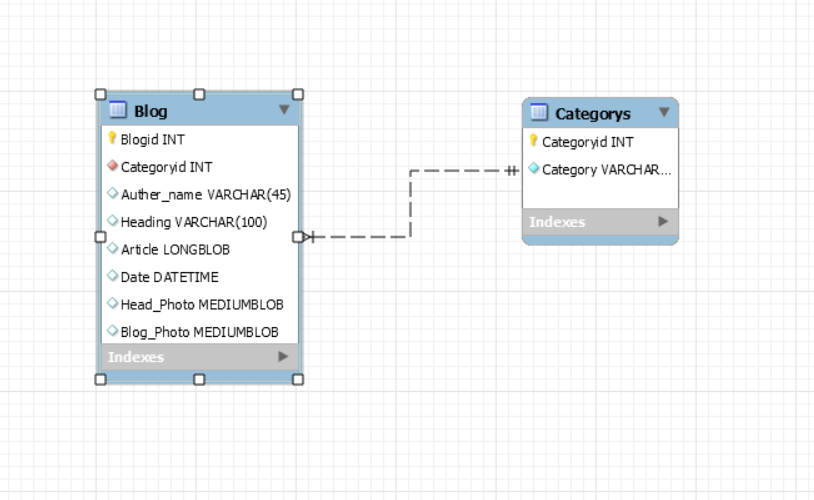 Blog
Blogid INT
Categoryid INT
Auther_name VARCHAR(45)
Heading VARCHAR(100)
Article LONGBLOB
Date DATETIME
Head_Photo MEDIUMBLOB
Blog_Photo MEDIUMBLOB
Indexes
Categorys
Categoryid INT
Category VARCHAR...
Indexes